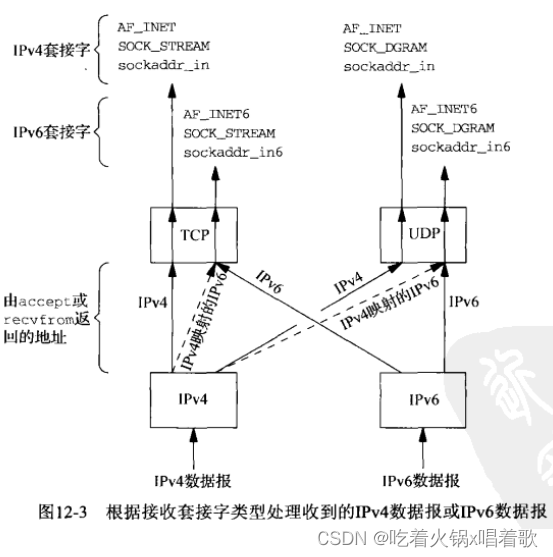 AF_INET
SOCK_STREAM
sockaddr_in
AF_INET
SOCK_DGRAM
sockaddr_in
IPv4套接字
AF_INET6
SOCK_STREAM
sockaddr_in6
AF_INET6
SOCK_DGRAM
sockaddr_in6
IPv6套接字
TCP
UDP
由accept或
recvfrom返
回的地址
IPv4
IPv4映射的IPv6
IPv6
IPv4
IPv4映射的IPv6
IPv6
IPv4
IPv6
IPv4数据报
IPv6数据报
图12-3 根据接收套接字类型处理收到的IPv4数据报或IPv6数据报
CSDN @吃着火锅x唱着歌